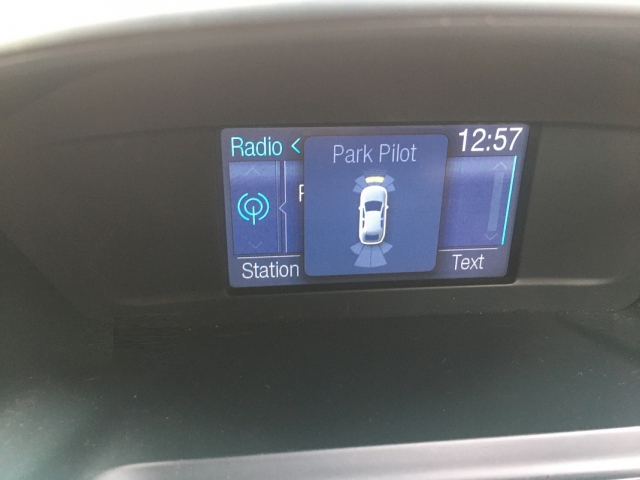 Radio <
12:57
Park Pilot
Station
Text